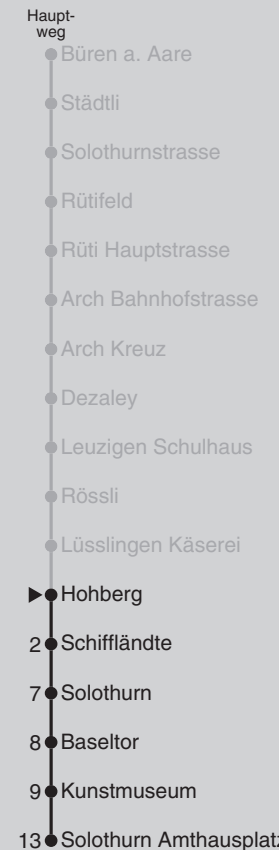 Haupt-
weg
Büren a. Aare
Städtli
Solothurnstrasse
Rütifeld
Rüti Hauptstrasse
Arch Bahnhofstrasse
Arch Kreuz
Dezaley
Leuzigen Schulhaus
Rössli
Lüsslingen Käserei
Hohberg
2 Schiffländte
7 Solothurn
8 Baseltor
9 Kunstmuseum
13 Solothurn Amthausplatz